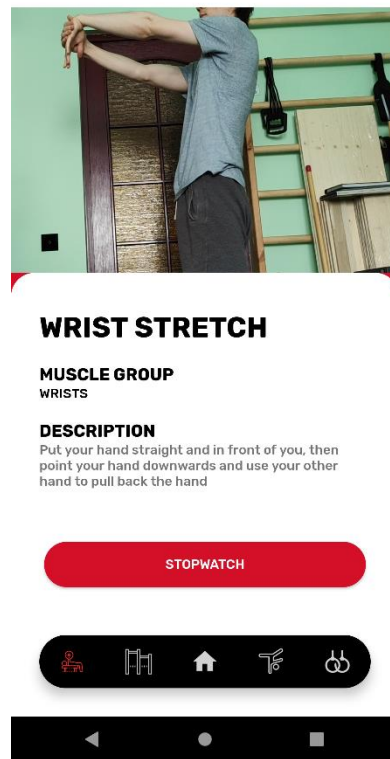 WRIST STRETCH
MUSCLE GROUP
WRISTS
DESCRIPTION
Put your hand straight and in front of you, then
point your hand downwards and use your other
hand to pull back the hand
STOPWATCH